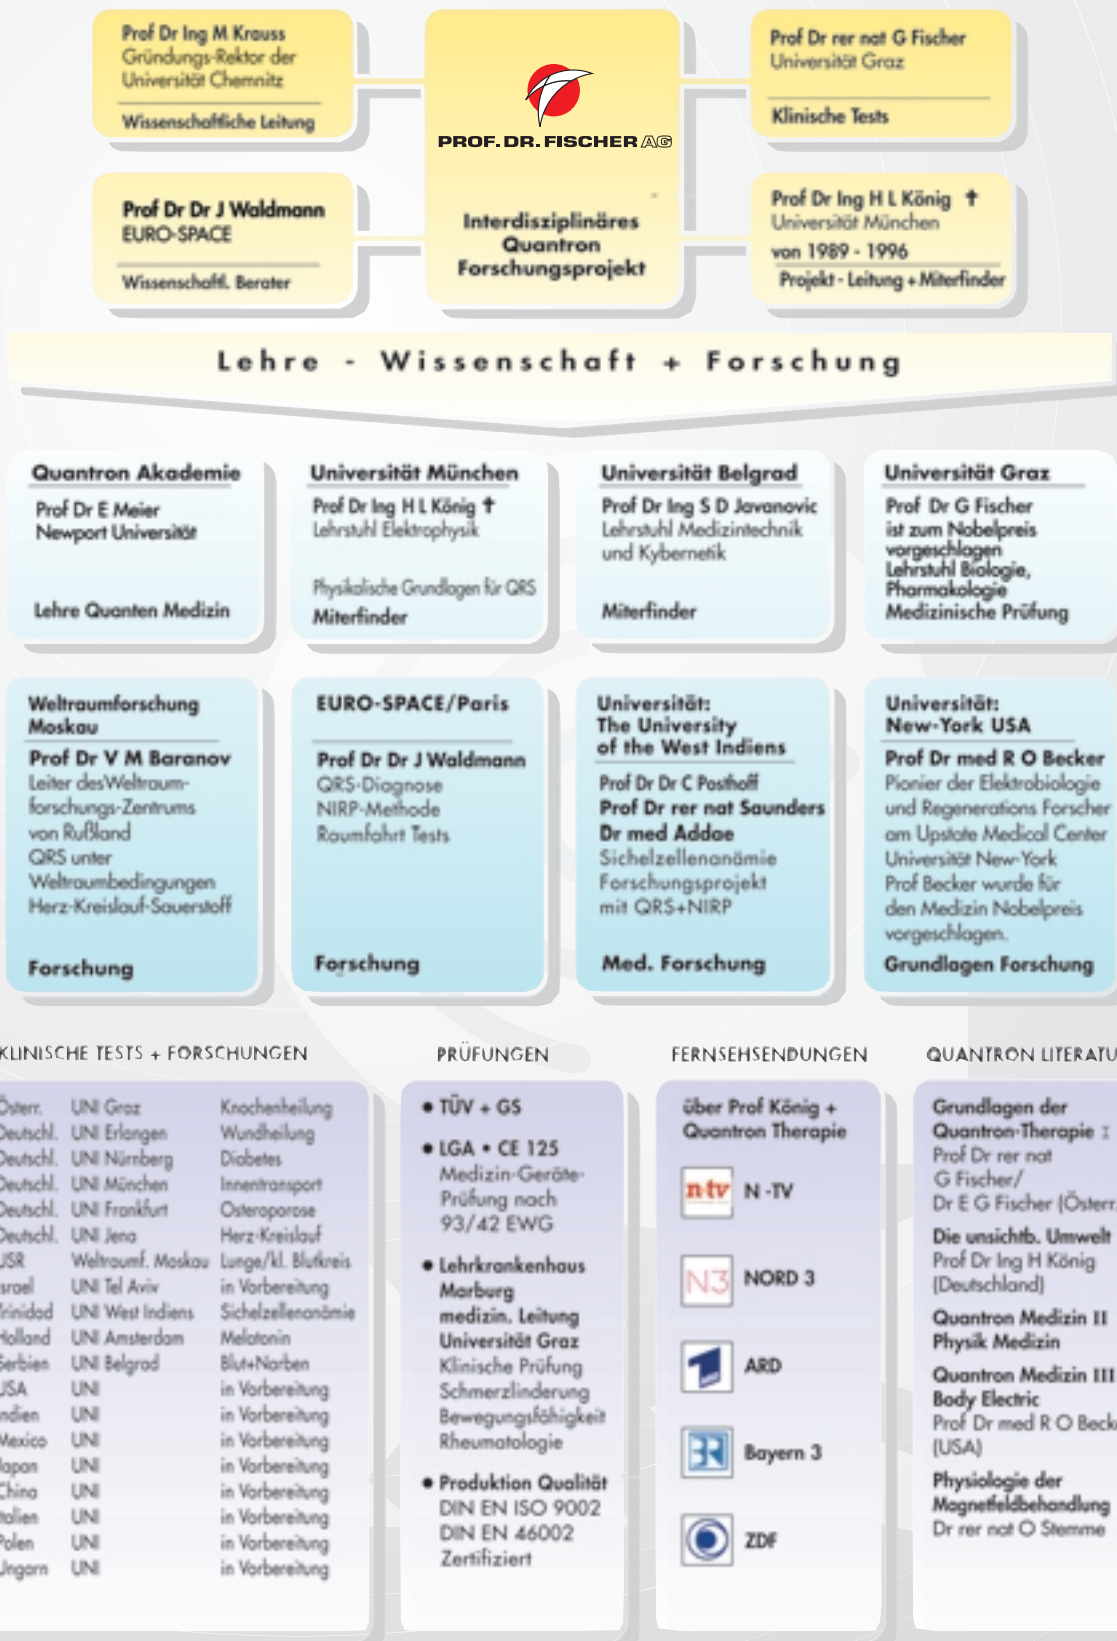 Prof Dr Ing M Krauss
Gründungs-Rektor der
Universität Chemnitz
Wissenschaftliche Leitung
PROF. DR. FISCHER AG
Interdisziplinäres
Quantron
Forschungsprojekt
Prof Dr rer nat G Fischer
Universität Graz
Klinische Tests
Prof Dr Dr J Waldmann
EURO-SPACE
Wissenschaftl. Berater
Prof Dr Ing H L König ✝
Universität München
von 1989 - 1996
Projekt - Leitung + Miterfinder
Lehre - Wissenschaft + Forschung
Quantron Akademie
Prof Dr E Meier
Newport Universität
Lehre Quanten Medizin
Universität München
Prof Dr Ing H L König ✝
Lehrstuhl Elektrophysik
Physikalische Grundlagen für QRS
Miterfinder
Universität Belgrad
Prof Dr Ing S D Javanovic
Lehrstuhl Medizintechnik
und Kybernetik
Miterfinder
Universität Graz
Prof Dr G Fischer
ist zum Nobelpreis
vorgeschlagen
Lehrstuhl Biologie,
Pharmakologie
Medizinische Prüfung
Weltraumforschung
Moskau
Prof Dr V M Baranov
Leiter desWeltraum-
forschungs-Zentrums
von Rußland
QRS unter
Weltraumbedingungen
Herz-Kreislauf-Sauerstoff
Forschung
EURO-SPACE/Paris
Prof Dr Dr J Waldmann
QRS-Diagnose
NIRP-Methode
Raumfahrt Tests
Forschung
Universität:
The University
of the West Indiens
Prof Dr Dr C Posthoff
Prof Dr rer nat Saunders
Dr med Addae
Sichelzellenanämie
Forschungsprojekt
mit QRS+NIRP
Med. Forschung
Universität:
New-York USA
Prof Dr med R O Becker
Pionier der Elektrobiologie
und Regenerations Forscher
am Upstate Medical Center
Universität New-York
Prof Becker wurde für
den Medizin Nobelpreis
vorgeschlagen.
Grundlagen Forschung
KLINISCHE TESTS + FORSCHUNGEN
Österr. UNI Graz Knochenheilung
Deutschl. UNI Erlangen Wundheilung
Deutschl. UNI Nürnberg Diabetes
Deutschl. UNI München Innentransport
Deutschl. UNI Frankfurt Osteroporose
Deutschl. UNI Jena Herz-Kreislauf
USR Weltraumf. Moskau Lunge/kl. Blutkreis
Israel UNI Tel Aviv in Vorbereitung
Trinidad UNI West Indiens Sichelzellenanämie
Holland UNI Amsterdam Melatonin
Serbien UNI Belgrad Blut+Narben
USA UNI in Vorbereitung
Indien UNI in Vorbereitung
Mexico UNI in Vorbereitung
Japan UNI in Vorbereitung
China UNI in Vorbereitung
Italien UNI in Vorbereitung
Polen UNI in Vorbereitung
Ungarn UNI in Vorbereitung
PRÜFUNGEN
● TÜV + GS
● LGA • CE 125
Medizin-Geräte-
Prüfung nach
93/42 EWG
● Lehrkrankenhaus
Marburg
medizin. Leitung
Universität Graz
Klinische Prüfung
Schmerzlinderung
Bewegungsfähigkeit
Rheumatologie
● Produktion Qualität
DIN EN ISO 9002
DIN EN 46002
Zertifiziert
FERNSEHSENDUNGEN
über Prof König +
Quantron Therapie
n-tv N -TV
N3 NORD 3
1 ARD
BR Bayern 3
ZDF
QUANTRON LITERATU
Grundlagen der
Quantron-Therapie I
Prof Dr rer nat
G Fischer/
Dr E G Fischer (Österr.
Die unsichtb. Umwelt
Prof Dr Ing H König
(Deutschland)
Quantron Medizin II
Physik Medizin
Quantron Medizin III
Body Electric
Prof Dr med R O Becke
(USA)
Physiologie der
Magnetfeldbehandlung
Dr rer nat O Stemme